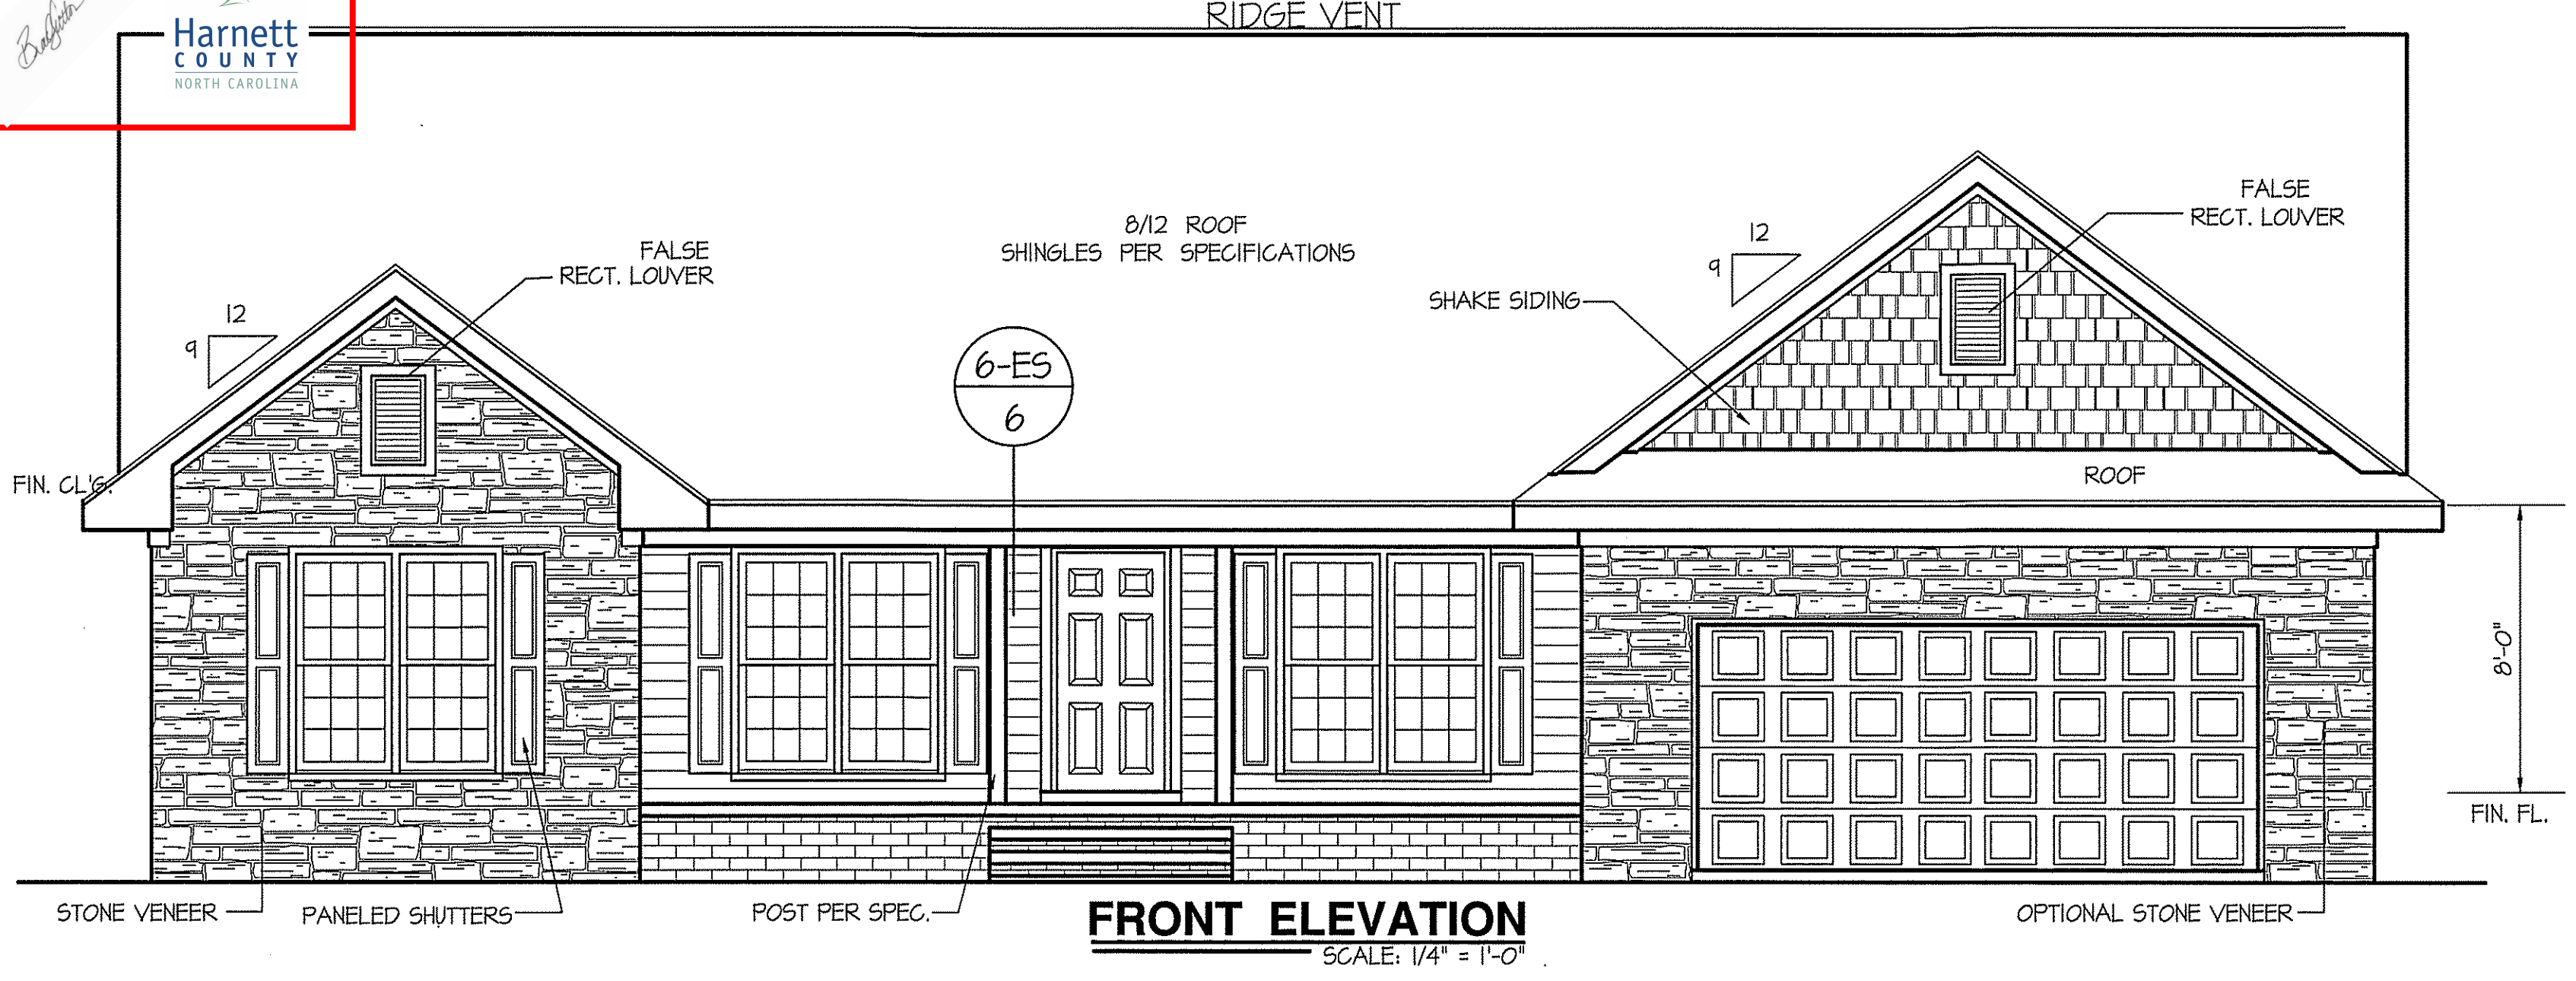 RIDGE VENT
Harnett
COUNTY
NORTH CAROLINA
FALSE
RECT. LOUVER
8/12 ROOF
SHINGLES PER SPECIFICATIONS
FALSE
RECT. LOUVER
12
9
SHAKE SIDING
12
9
6-ES
6
FIN. CL'G.
ROOF
8'-0"
FIN. FL.
STONE VENEER
PANELED SHUTTERS
POST PER SPEC.
OPTIONAL STONE VENEER
FRONT ELEVATION
SCALE: 1/4" = 1'-0"